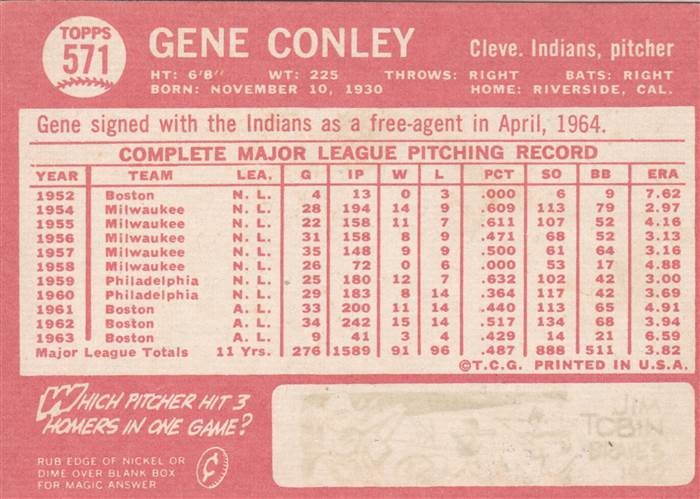 TOPPS
571
GENE CONLEY
Cleve. Indians, pitcher
HT: 6'8" WT: 225 THROWS: RIGHT BATS: RIGHT
BORN: NOVEMBER 10, 1930 HOME: RIVERSIDE, CAL.
Gene signed with the Indians as a free-agent in April, 1964.
COMPLETE MAJOR LEAGUE PITCHING RECORD
YEAR TEAM LEA. G IP W L PCT SO BB ERA
1952 Boston N. L. 4 13 0 3 .000 6 9 7.62
1954 Milwaukee N. L. 28 194 14 9 .609 113 79 2.97
1955 Milwaukee N. L. 22 158 11 7 .611 107 52 4.16
1956 Milwaukee N. L. 31 158 8 9 .471 68 52 3.13
1957 Milwaukee N. L. 35 148 9 9 .500 61 64 3.16
1958 Milwaukee N. L. 26 72 0 6 .000 53 17 4.88
1959 Philadelphia N. L. 25 180 12 7 .632 102 42 3.00
1960 Philadelphia N. L. 29 183 8 14 .364 117 42 3.69
1961 Boston A. L. 33 200 11 14 .440 113 65 4.91
1962 Boston A. L. 34 242 15 14 .517 134 68 3.94
1963 Boston A. L. 9 41 3 4 .429 14 21 6.59
Major League Totals 11 Yrs. 276 1589 91 96 .487 888 511 3.82
©T.C.G. PRINTED IN U.S.A.
WHICH PITCHER HIT 3
HOMERS IN ONE GAME?
RUB EDGE OF NICKEL OR
DIME OVER BLANK BOX
FOR MAGIC ANSWER
JIM
TOBIN
BRAVES